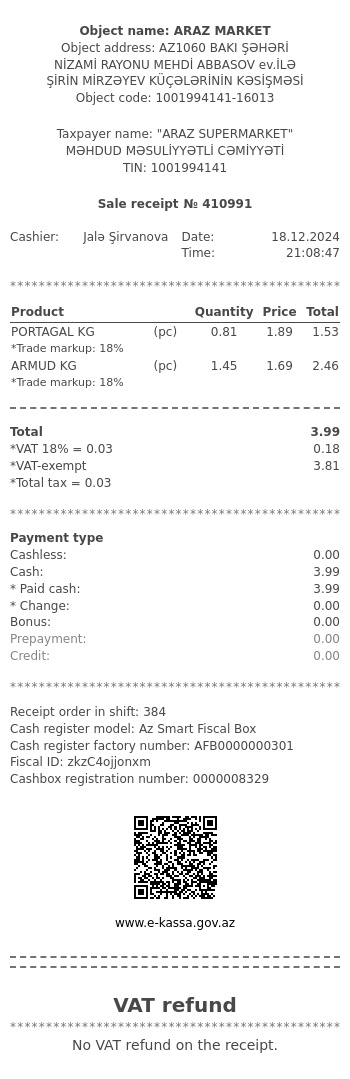 Object name: ARAZ MARKET
Object address: AZ1060 BAKI ŞƏHƏRİ
NİZAMİ RAYONU MEHDİ ABBASOV ev.İLƏ
ŞİRİN MİRZƏYEV KÜÇƏLƏRİNİN KƏSİŞMƏSİ
Object code: 1001994141-16013
Taxpayer name: "ARAZ SUPERMARKET"
MƏHDUD MƏSULİYYƏTLİ CƏMİYYƏTİ
TIN: 1001994141
Sale receipt № 410991
Cashier: Jalə Şirvanova Date: 18.12.2024
Time: 21:08:47
**********************************************
Product Quantity Price Total
PORTAGAL KG (pc) 0.81 1.89 1.53
*Trade markup: 18%
ARMUD KG (pc) 1.45 1.69 2.46
*Trade markup: 18%
Total 3.99
*VAT 18% = 0.03 0.18
*VAT-exempt 3.81
*Total tax = 0.03
**********************************************
Payment type
Cashless: 0.00
Cash: 3.99
* Paid cash: 3.99
* Change: 0.00
Bonus: 0.00
Prepayment: 0.00
Credit: 0.00
**********************************************
Receipt order in shift: 384
Cash register model: Az Smart Fiscal Box
Cash register factory number: AFB0000000301
Fiscal ID: zkzC4ojjonxm
Cashbox registration number: 0000008329
www.e-kassa.gov.az
VAT refund
**********************************************
No VAT refund on the receipt.